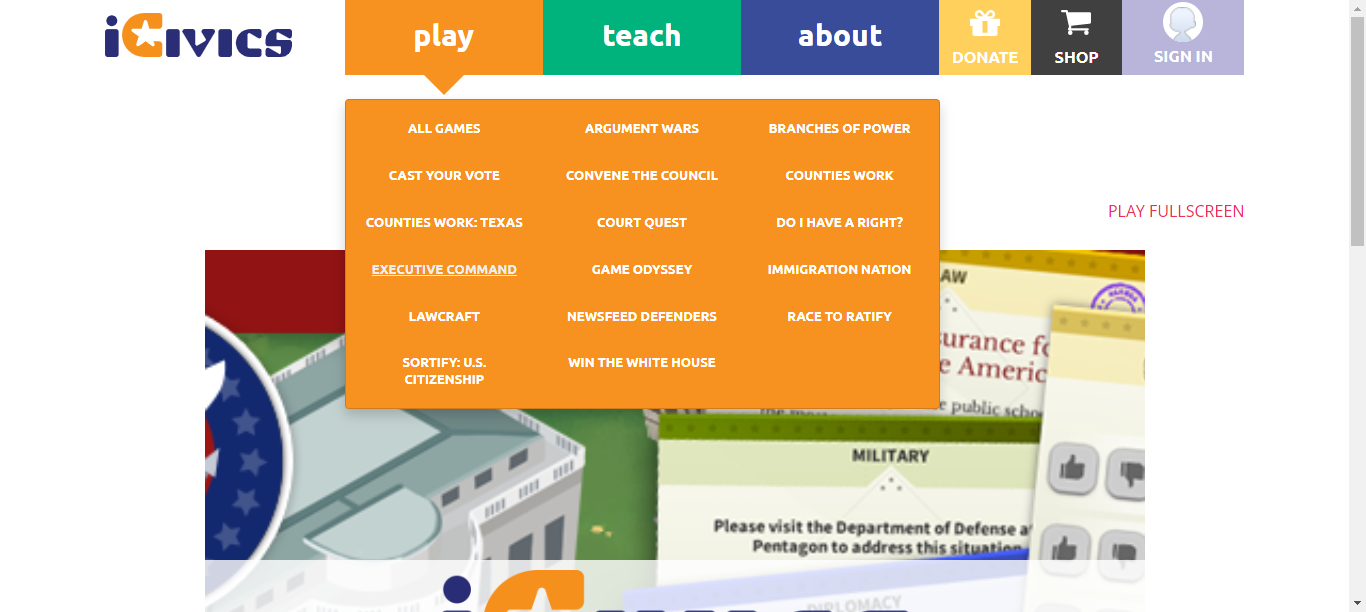 iCivics
play
teach
about
DONATE
SHOP
SIGN IN
ALL GAMES
ARGUMENT WARS
BRANCHES OF POWER
CAST YOUR VOTE
CONVENE THE COUNCIL
COUNTIES WORK
COUNTIES WORK: TEXAS
COURT QUEST
DO I HAVE A RIGHT?
EXECUTIVE COMMAND
GAME ODYSSEY
IMMIGRATION NATION
LAWCRAFT
NEWSFEED DEFENDERS
RACE TO RATIFY
SORTIFY: U.S.
CITIZENSHIP
WIN THE WHITE HOUSE
PLAY FULLSCREEN
AW
urance fo
e Americ
e public scho
MILITARY
Please visit the Department of Defense at
Pentagon to address this situation
DIPLOMACY